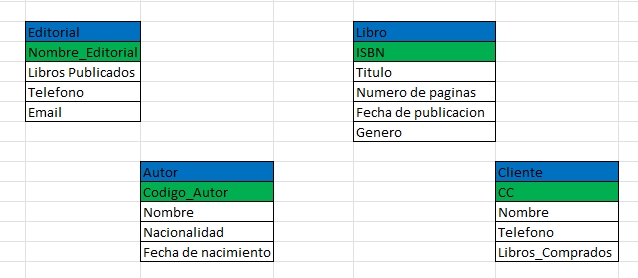 Editorial
Nombre_Editorial
Libros Publicados
Telefono
Email
Libro
ISBN
Titulo
Numero de paginas
Fecha de publicacion
Genero
Autor
Codigo_Autor
Nombre
Nacionalidad
Fecha de nacimiento
Cliente
CC
Nombre
Telefono
Libros_Comprados